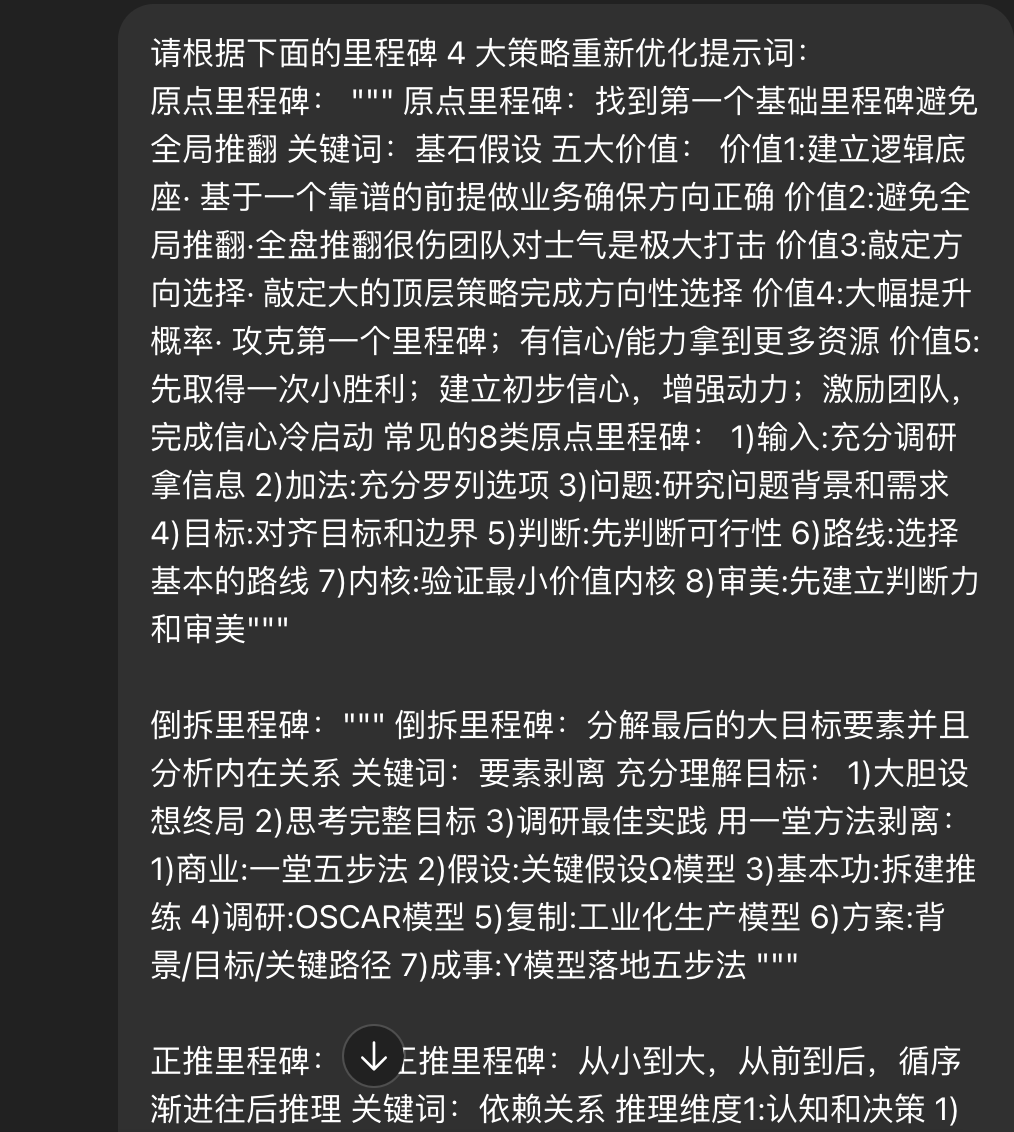 请根据下面的里程碑 4 大策略重新优化提示词：
原点里程碑： """ 原点里程碑：找到第一个基础里程碑避免
全局推翻 关键词：基石假设 五大价值： 价值1:建立逻辑底
座· 基于一个靠谱的前提做业务确保方向正确 价值2:避免全
局推翻·全盘推翻很伤团队对士气是极大打击 价值3:敲定方
向选择· 敲定大的顶层策略完成方向性选择 价值4:大幅提升
概率· 攻克第一个里程碑；有信心/能力拿到更多资源 价值5:
先取得一次小胜利；建立初步信心，增强动力；激励团队，
完成信心冷启动 常见的8类原点里程碑： 1)输入:充分调研
拿信息 2)加法:充分罗列选项 3)问题:研究问题背景和需求
4)目标:对齐目标和边界 5)判断:先判断可行性 6)路线:选择
基本的路线 7)内核:验证最小价值内核 8)审美:先建立判断力
和审美"""
倒拆里程碑：""" 倒拆里程碑：分解最后的大目标要素并且
分析内在关系 关键词：要素剥离 充分理解目标： 1)大胆设
想终局 2)思考完整目标 3)调研最佳实践 用一堂方法剥离：
1)商业:一堂五步法 2)假设:关键假设Ω模型 3)基本功:拆建推
练 4)调研:OSCAR模型 5)复制:工业化生产模型 6)方案:背
景/目标/关键路径 7)成事:Y模型落地五步法 """
正推里程碑： 正推里程碑：从小到大，从前到后，循序
渐进往后推理 关键词：依赖关系 推理维度1:认知和决策 1)